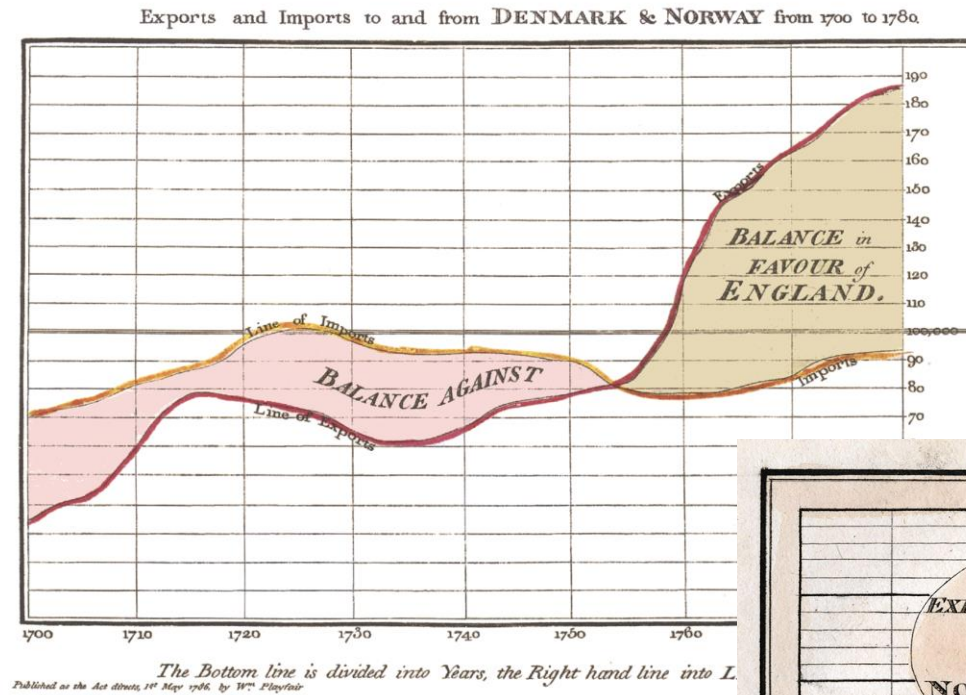 Exports and Imports to and from DENMARK & NORWAY from 1700 to 1780.
190
180
170
160
150
140
130
120
110
100,000
90
80
70
Line of Imports
Line of Exports
BALANCE AGAINST
Exports
BALANCE in
FAVOUR of
ENGLAND.
Imports
1700 1710 1720 1730 1740 1750 1760
The Bottom line is divided into Years, the Right hand line into L
Published as the Act directs, 1st May 1786, by Wm Playfair